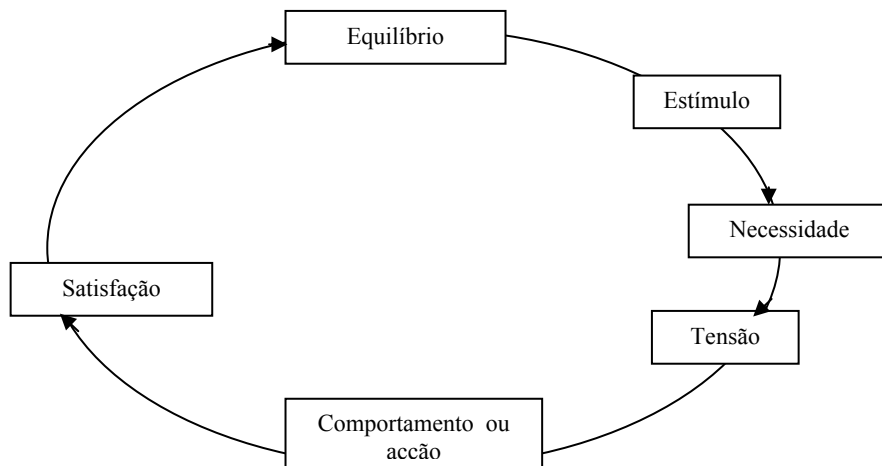 Equilíbrio
Estímulo
Necessidade
Tensão
Comportamento ou
acção
Satisfação